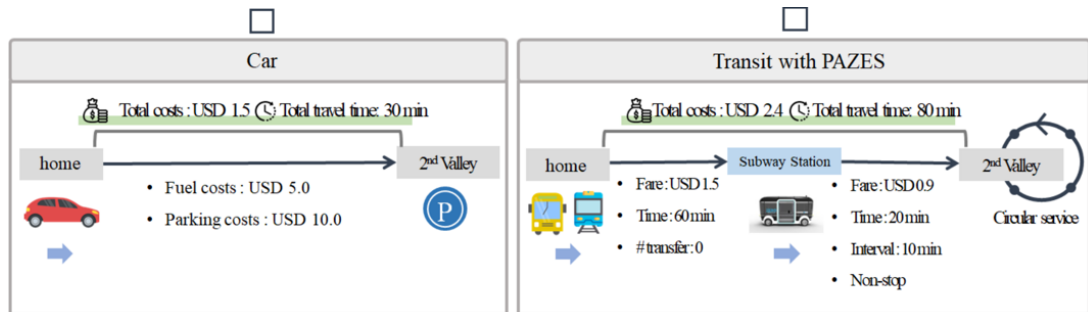 Car
Total costs : USD 1.5 Total travel time: 30 min
home
2nd Valley
• Fuel costs : USD 5.0
• Parking costs : USD 10.0
P
Transit with PAZES
Total costs: USD 2.4 Total travel time: 80 min
home
Subway Station
2nd Valley
• Fare: USD 1.5
• Time: 60 min
• # transfer: 0
• Fare: USD 0.9
• Time: 20 min
• Interval: 10 min
• Non-stop
Circular service